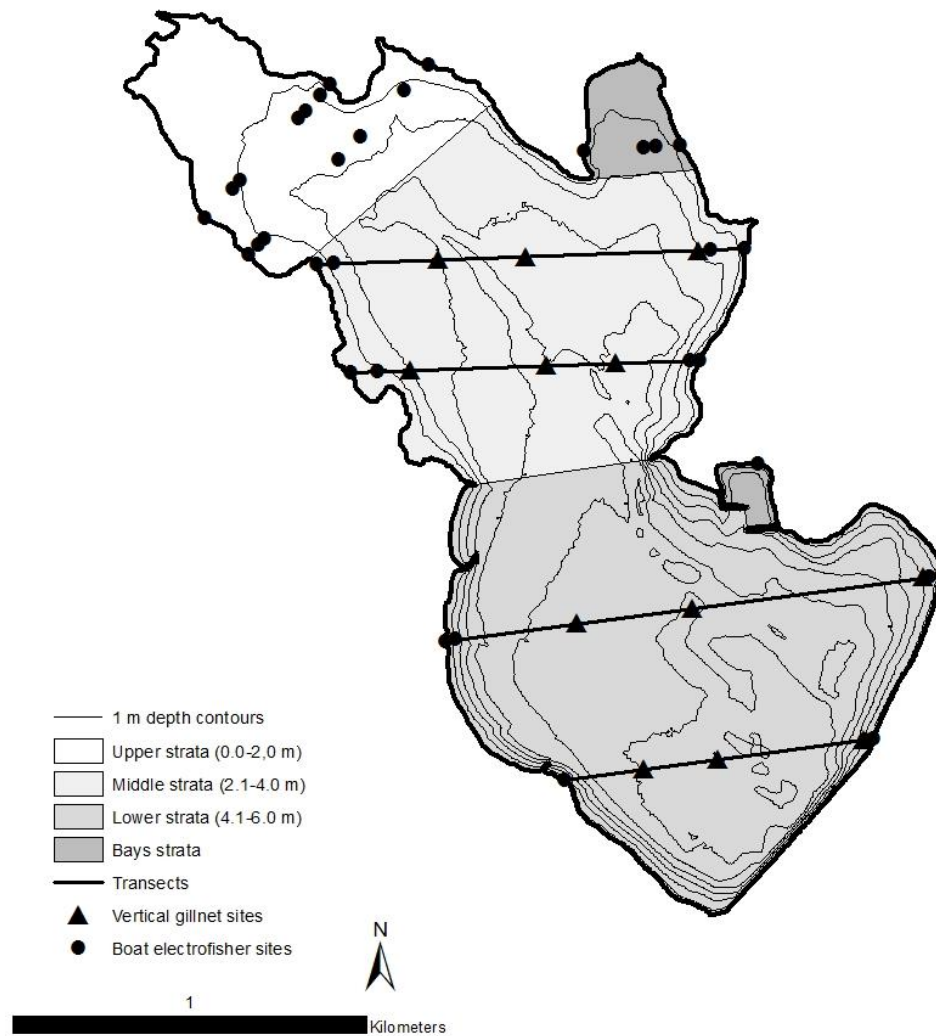 1 m depth contours
Upper strata (0.0-2,0 m)
Middle strata (2.1-4.0 m)
Lower strata (4.1-6.0 m)
Bays strata
Transects
Vertical gillnet sites
Boat electrofisher sites
N
1
Kilometers